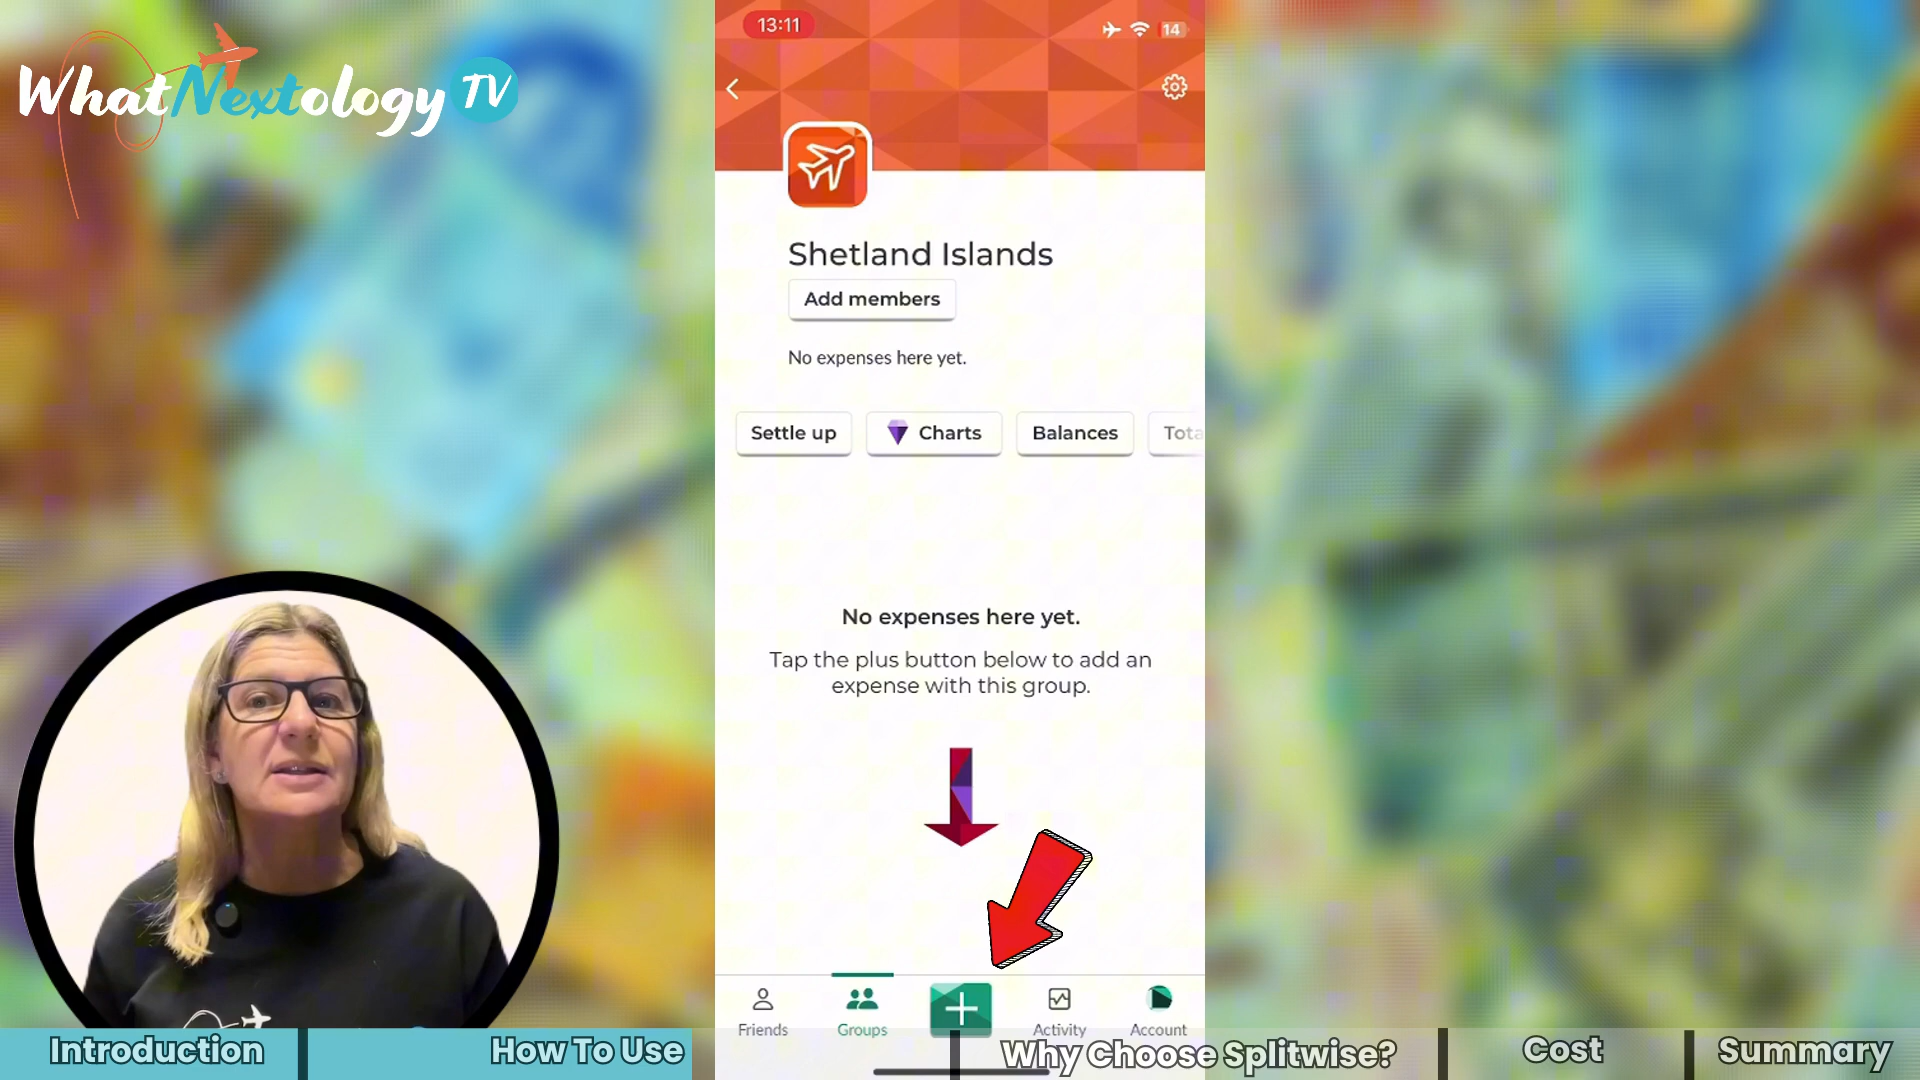 WhatNextology TV
13:11
14
Shetland Islands
Add members
No expenses here yet.
Settle up
Charts
Balances
Tota
No expenses here yet.
Tap the plus button below to add an
expense with this group.
Friends
Groups
Activity
Account
Introduction
How To Use
Why Choose Splitwise?
Cost
Summary